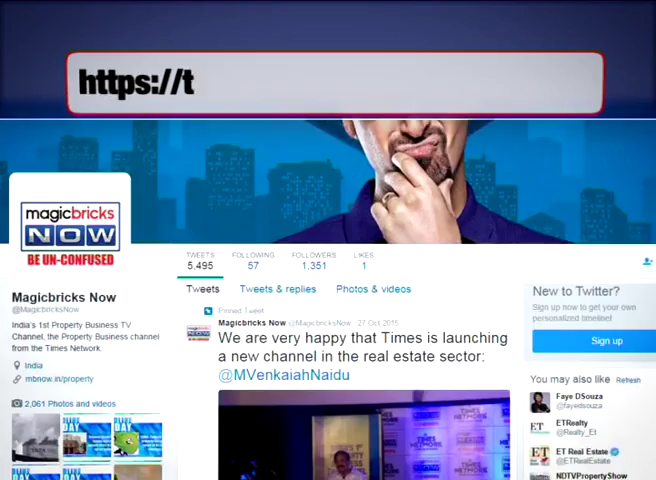 https://t
magicbricks
NOW
BE UN-CONFUSED
TWEETS FOLLOWING FOLLOWERS LIKES
5,495 57 1,351 1
Tweets Tweets & replies Photos & videos
Magicbricks Now
@MagicbricksNow
India's 1st Property Business TV
Channel, the Property Business channel
from the Times Network.
India
mbnow.in/property
2,061 Photos and videos
Pinned Tweet
Magicbricks Now @MagicbricksNow 27 Oct 2015
We are very happy that Times is launching
a new channel in the real estate sector:
@MVenkaiahNaidu
New to Twitter?
Sign up now to get your own
personalized timeline!
Sign up
You may also like Refresh
Faye DSouza
@fayedsouza
ETRealty
@Realty_Et
ET Real Estate
@ETRealEstate
NDTVPropertyShow